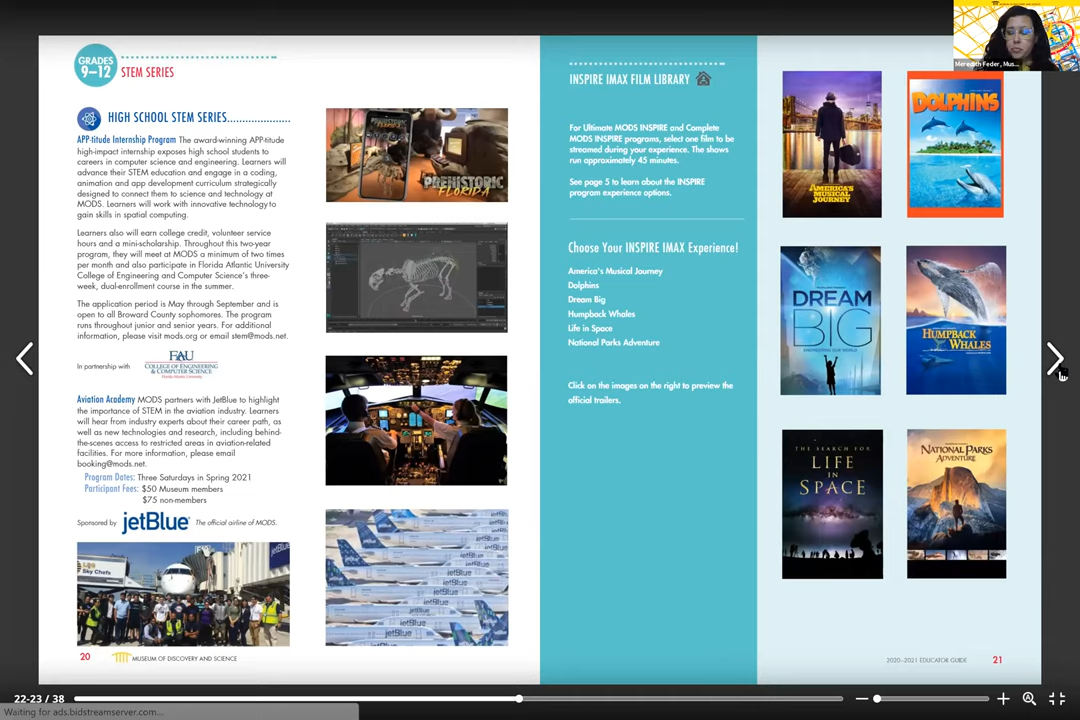 Meredith Feder, Mus...
GRADES
9–12
STEM SERIES
HIGH SCHOOL STEM SERIES
APP-titude Internship Program The award-winning APP-titude
high-impact internship exposes high school students to
careers in computer science and engineering. Learners will
advance their STEM education and engage in a coding,
animation and app development curriculum strategically
designed to connect them to science and technology at
MODS. Learners will work with innovative technology to
gain skills in spatial computing.
Learners also will earn college credit, volunteer service
hours and a mini-scholarship. Throughout this two-year
program, they will meet at MODS a minimum of two times
per month and also participate in Florida Atlantic University
College of Engineering and Computer Science's three-
week, dual-enrollment course in the summer.
The application period is May through September and is
open to all Broward County sophomores. The program
runs throughout junior and senior years. For additional
information, please visit mods.org or email stem@mods.net.
In partnership with
FAU
COLLEGE OF ENGINEERING
& COMPUTER SCIENCE
Florida Atlantic University
Aviation Academy MODS partners with JetBlue to highlight
the importance of STEM in the aviation industry. Learners
will hear from industry experts about their career path, as
well as new technologies and research, including behind-
the-scenes access to restricted areas in aviation-related
facilities. For more information, please email
booking@mods.net.
Program Dates: Three Saturdays in Spring 2021
Participant Fees: $50 Museum members
$75 non-members
Sponsored by jetBlue The official airline of MODS.
Sky Chefs
20
MUSEUM OF DISCOVERY AND SCIENCE
PREHISTORIC
FLORIDA
jetBlue
INSPIRE IMAX FILM LIBRARY
For Ultimate MODS INSPIRE and Complete
MODS INSPIRE programs, select one film to be
streamed during your experience. The shows
run approximately 45 minutes.
See page 5 to learn about the INSPIRE
program experience options.
Choose Your INSPIRE IMAX Experience!
America's Musical Journey
Dolphins
Dream Big
Humpback Whales
Life in Space
National Parks Adventure
Click on the images on the right to preview the
official trailers.
AMERICA'S
MUSICAL JOURNEY
DOLPHINS
DREAM
BIG
ENGINEERING OUR WORLD
HUMPBACK
WHALES
THE SEARCH FOR
LIFE
IN
SPACE
NATIONAL PARKS
ADVENTURE
2020–2021 EDUCATOR GUIDE
21
22-23 / 38
Waiting for ads.bidstreamserver.com...